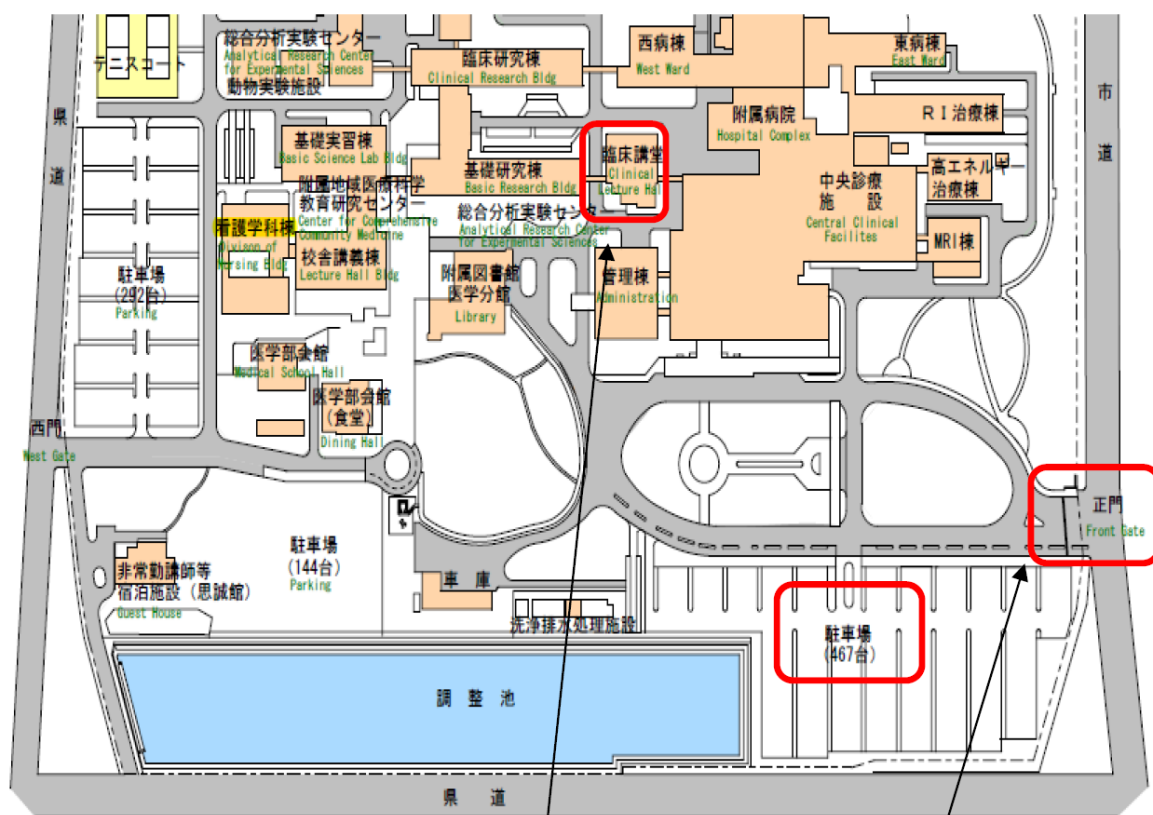 テニスコート
総合分析実験センター
Analytical Research Center
for Expermental Sciences
動物実験施設
臨床研究棟
Clinical Research Bldg
西病棟
West Ward
東病棟
East Ward
県道
市道
附属病院
Hospital Complex
ＲＩ治療棟
基礎実習棟
Basic Science Lab Bldg
臨床講堂
Clinical
Lecture Hall
基礎研究棟
Basic Research Bldg
高エネルギー
治療棟
附属地域医療科学
教育研究センター
Center for Comprehensive
Community Medicine
中央診療
施設
Central Clinical
Facilites
総合分析実験センター
Analytical Research Center
for Expermental Sciences
看護学科棟
Divison of
Nursing Bldg
MRI棟
校舎講義棟
Lecture Hall Bldg
駐車場
(292台)
Parking
附属図書館
医学分館
Library
管理棟
Administration
医学部会館
Medical School Hall
医学部会館
(食堂)
Dining Hall
西門
West Gate
正門
Front Gate
駐車場
(144台)
Parking
非常勤講師等
宿泊施設（思誠館）
Guest House
車庫
洗浄排水処理施設
駐車場
(467台)
調整池
県道